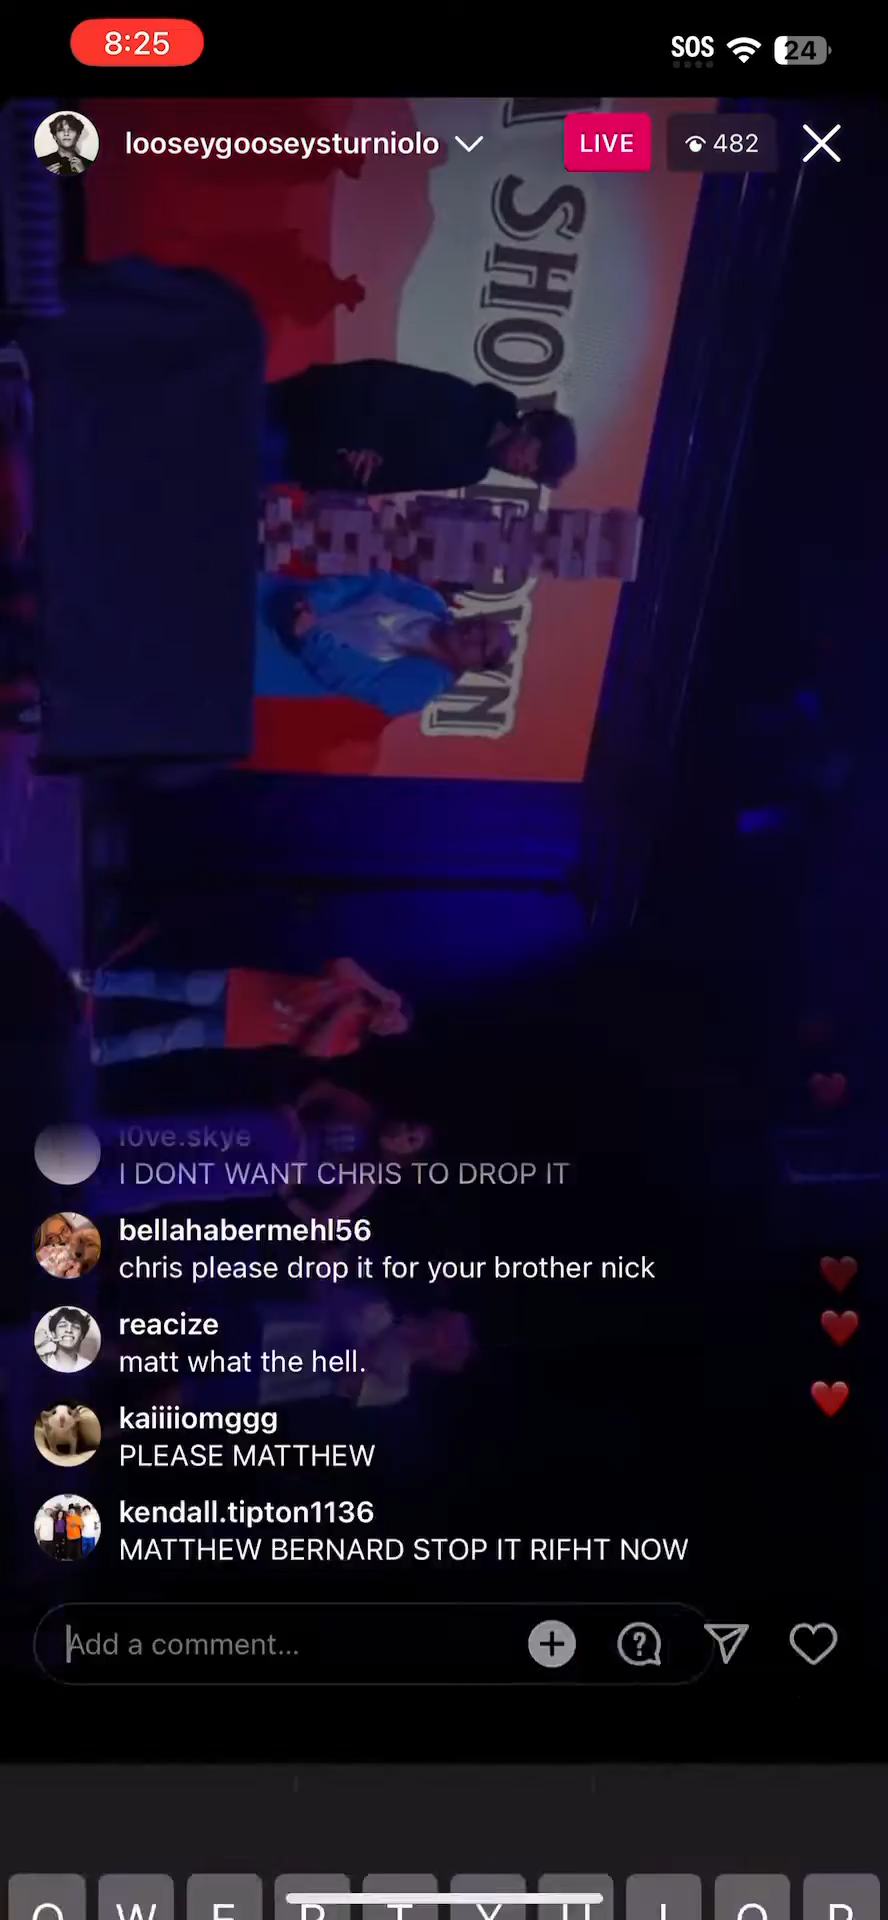 8:25
SOS
24
looseygooseysturniolo
LIVE
482
SHO
I DONT WANT CHRIS TO DROP IT
bellahabermehl56
chris please drop it for your brother nick
reacize
matt what the hell.
kaiiiiomggg
PLEASE MATTHEW
kendall.tipton1136
MATTHEW BERNARD STOP IT RIFHT NOW
Add a comment...